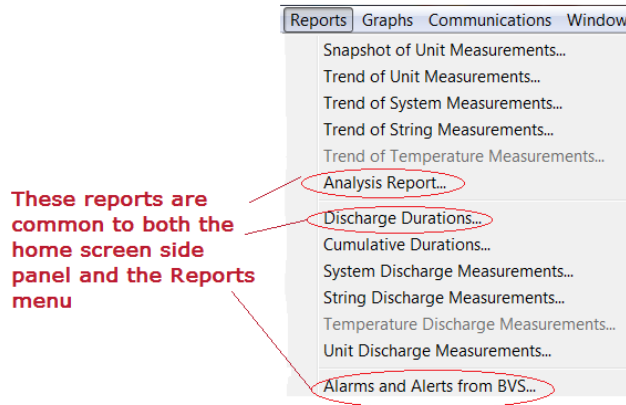 Reports Graphs Communications Window
Snapshot of Unit Measurements...
Trend of Unit Measurements...
Trend of System Measurements...
Trend of String Measurements...
Trend of Temperature Measurements...
Analysis Report...
Discharge Durations...
Cumulative Durations...
System Discharge Measurements...
String Discharge Measurements...
Temperature Discharge Measurements...
Unit Discharge Measurements...
Alarms and Alerts from BVS...
These reports are
common to both the
home screen side
panel and the Reports
menu